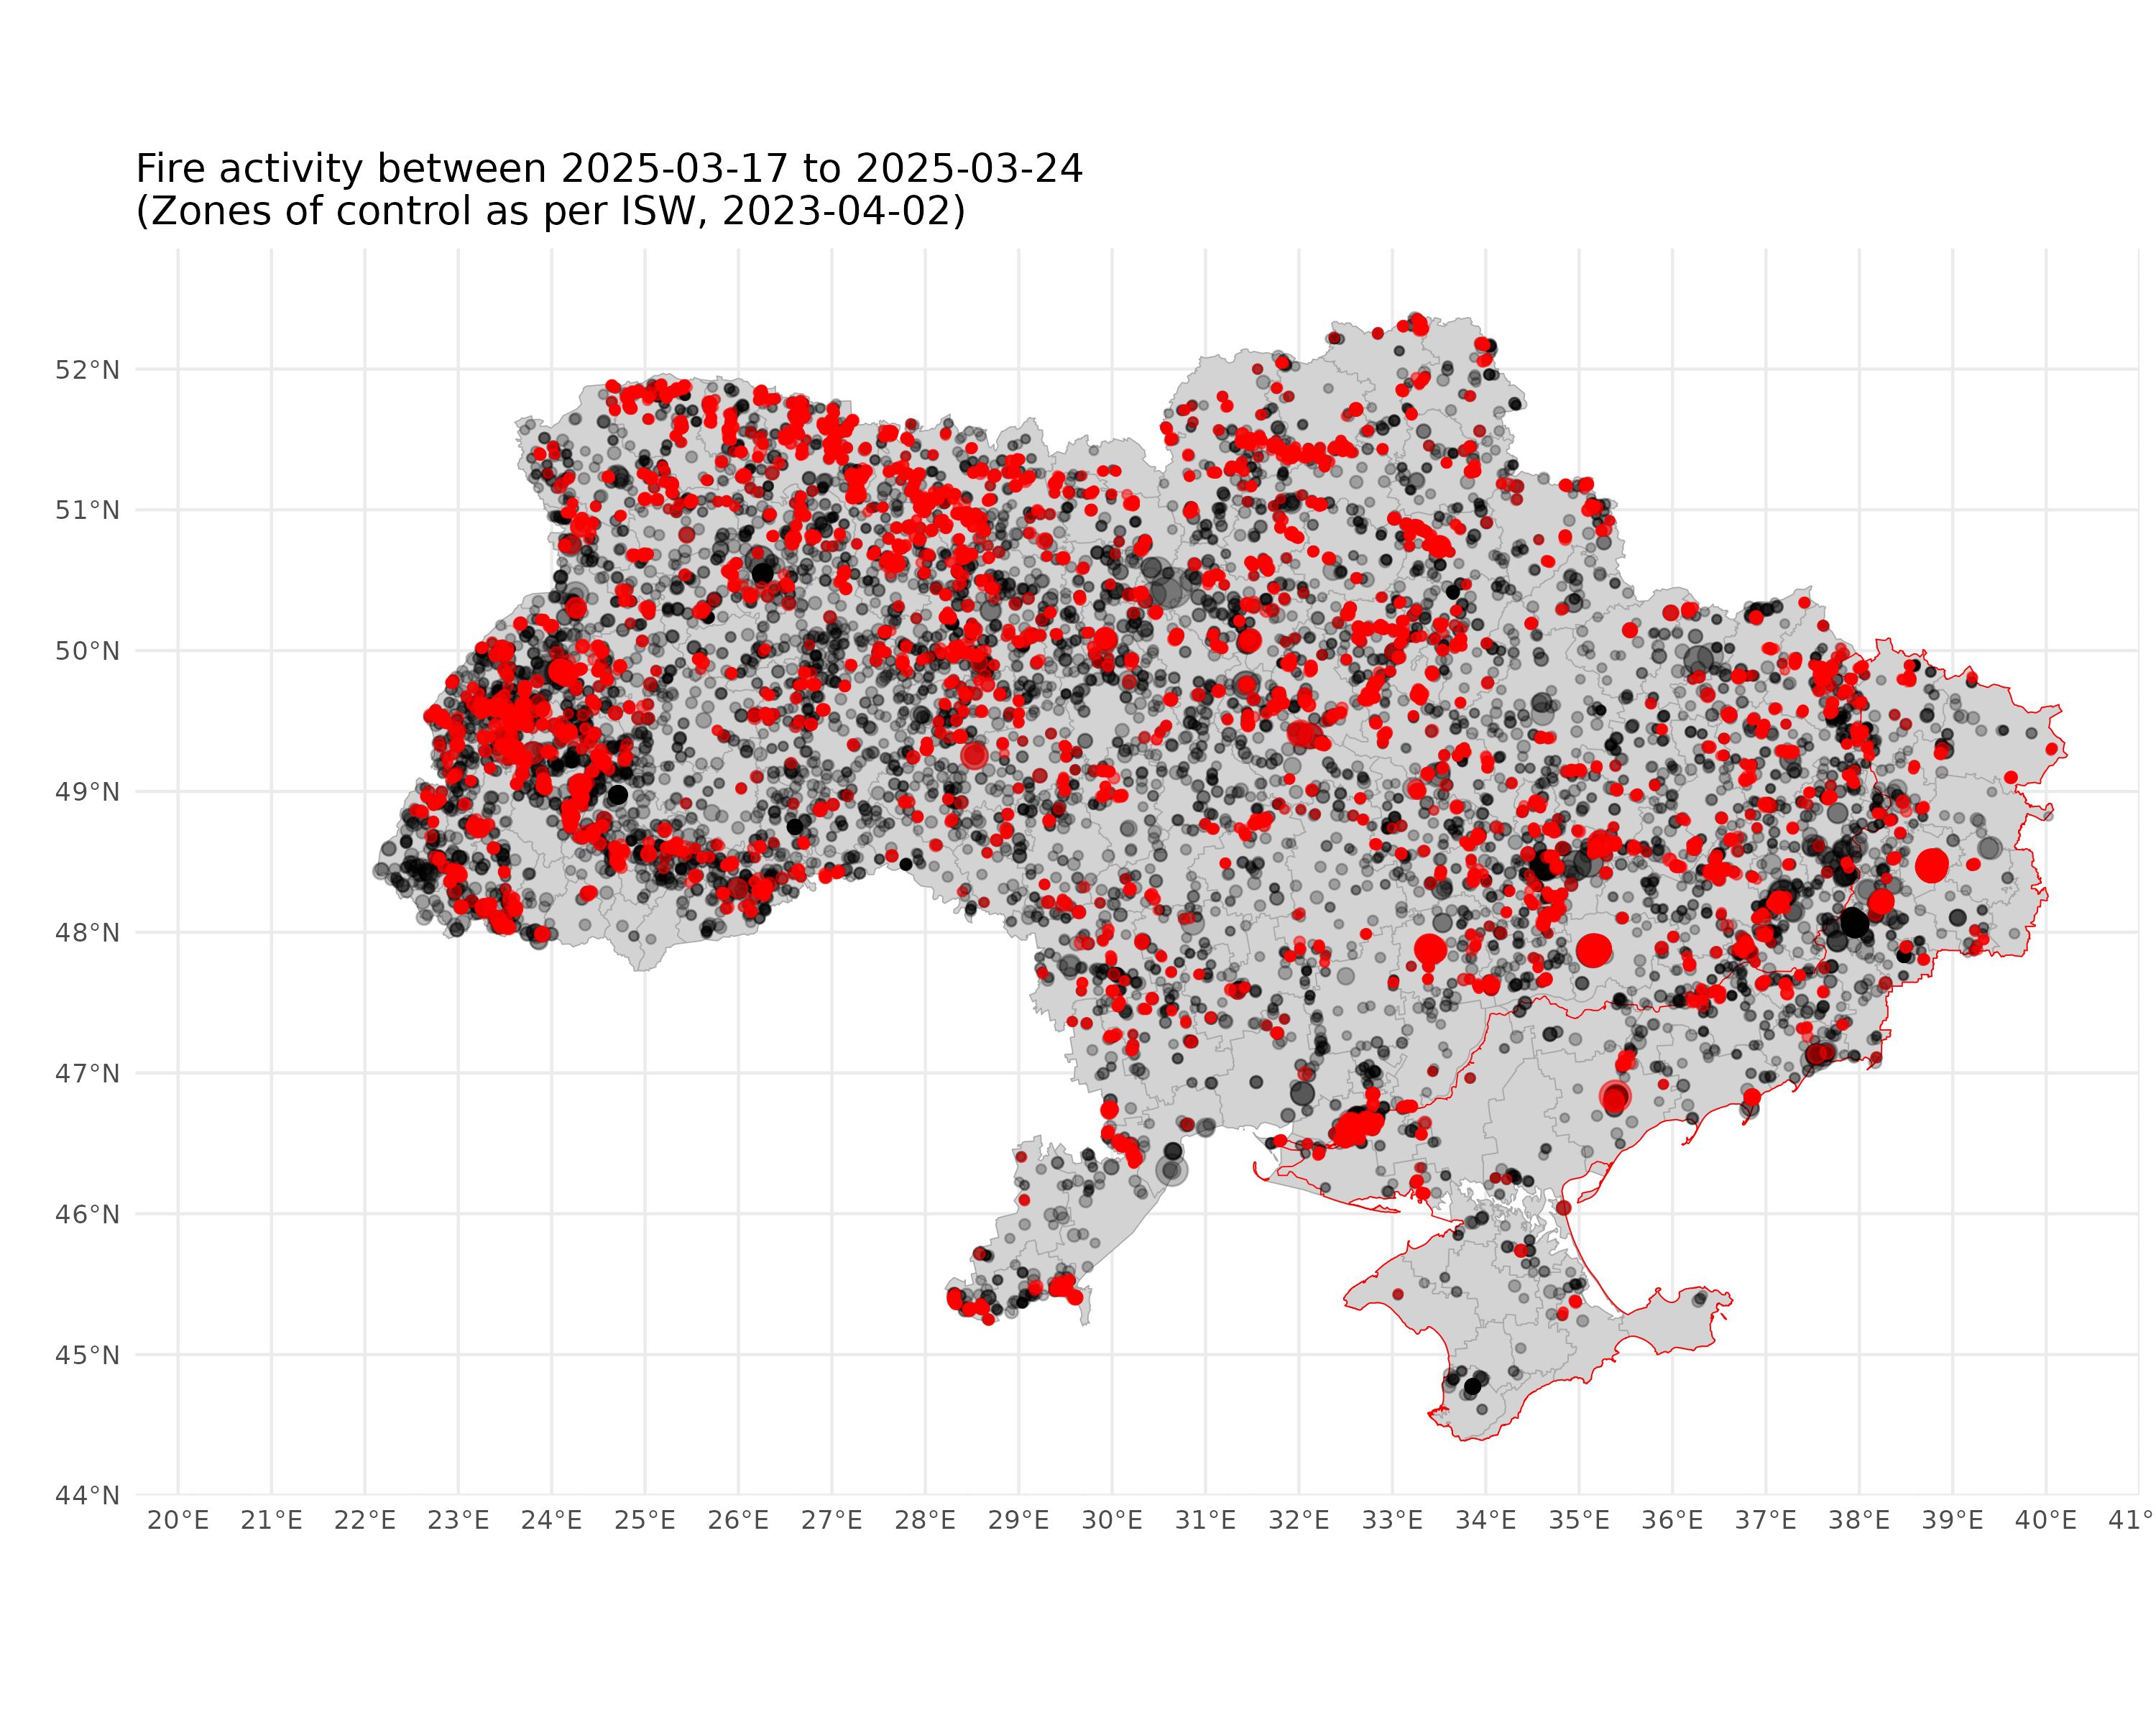 Fire activity between 2025-03-17 to 2025-03-24
(Zones of control as per ISW, 2023-04-02)
52°N
51°N
50°N
49°N
48°N
47°N
46°N
45°N
44°N
20°E 21°E 22°E 23°E 24°E 25°E 26°E 27°E 28°E 29°E 30°E 31°E 32°E 33°E 34°E 35°E 36°E 37°E 38°E 39°E 40°E 41°